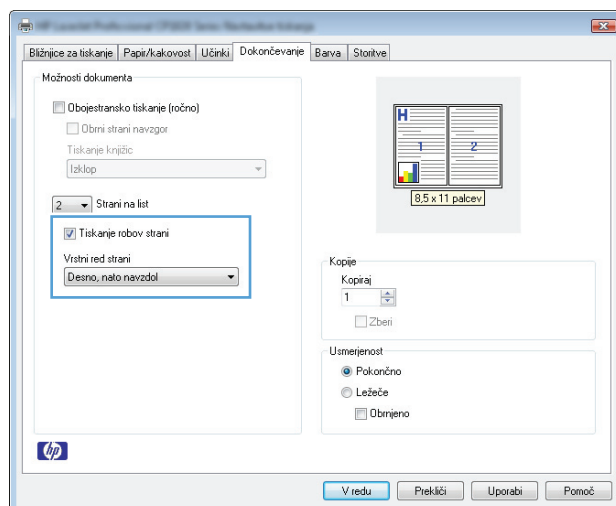 Bližnjice za tiskanje Papir/kakovost Učinki Dokončevanje Barva Storitve
Možnosti dokumenta
Obojestransko tiskanje (ročno)
Obrni strani navzgor
Tiskanje knjižic
Izklop
2 Strani na list
Tiskanje robov strani
Vrstni red strani
Desno, nato navzdol
H
1 2
8,5 x 11 palcev
Kopije
Kopiraj
1
Zberi
Usmerjenost
Pokončno
Ležeče
Obrnjeno
hp
V redu Prekliči Uporabi Pomoč